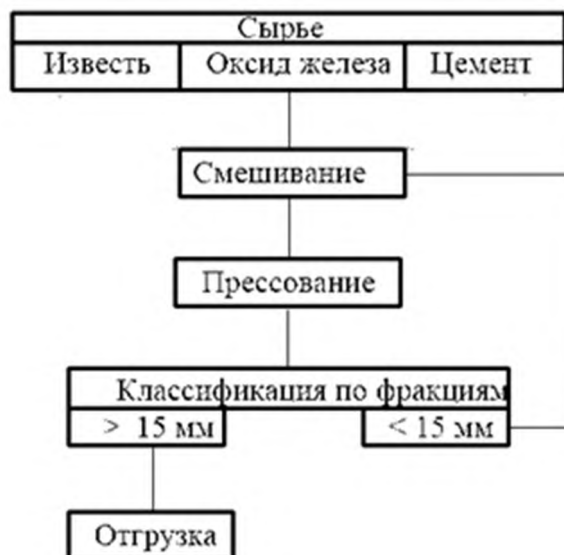 Сырье
Известь Оксид железа Цемент
Смешивание
Прессование
Классификация по фракциям
> 15 мм < 15 мм
Отгрузка